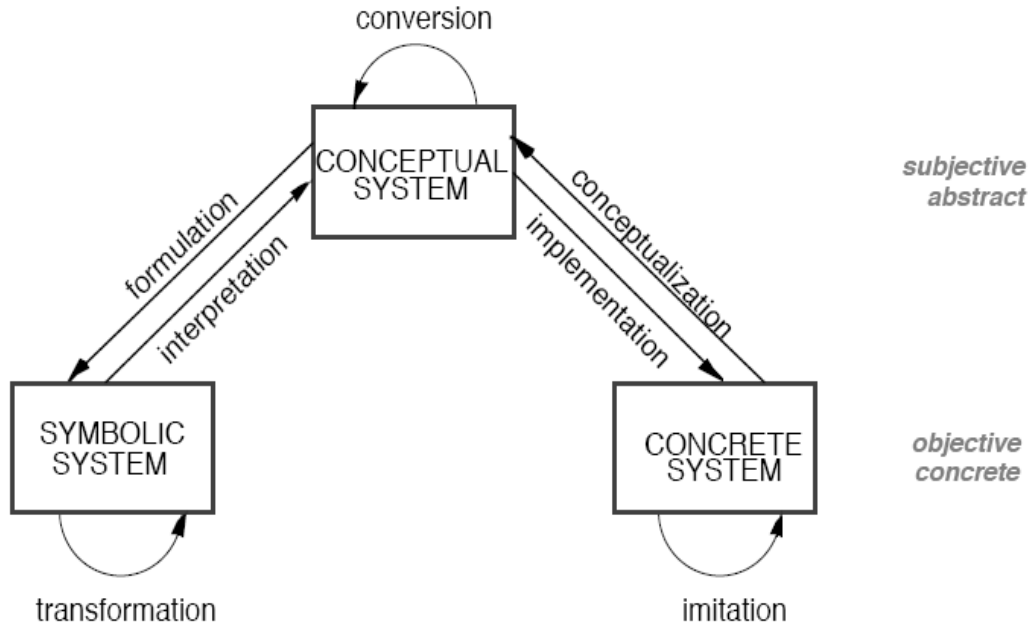 conversion
CONCEPTUAL
SYSTEM
subjective
abstract
formulation
interpretation
implementation
conceptualization
SYMBOLIC
SYSTEM
CONCRETE
SYSTEM
objective
concrete
transformation
imitation